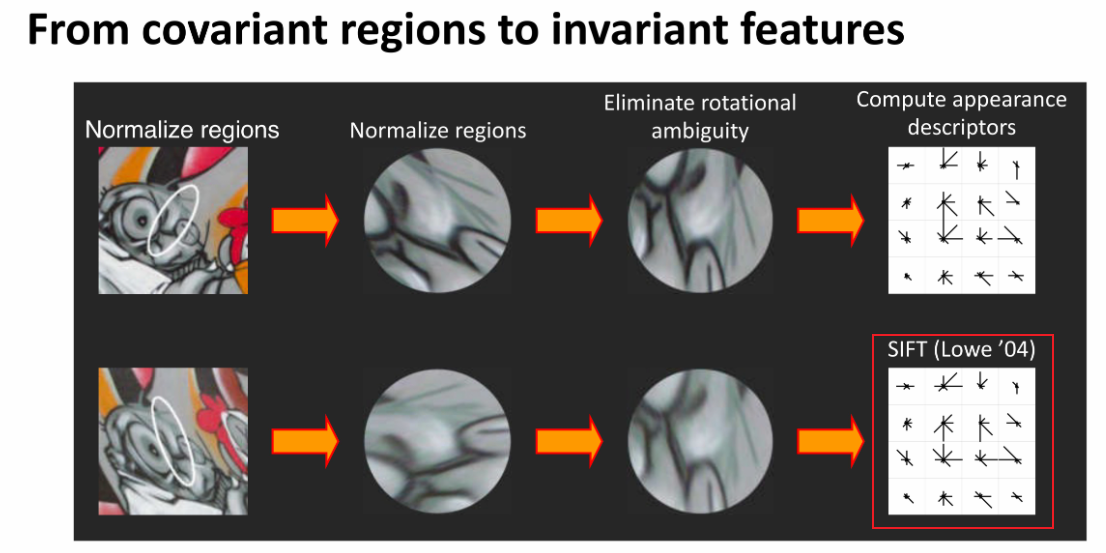 From covariant regions to invariant features
Normalize regions
Normalize regions
Eliminate rotational
ambiguity
Compute appearance
descriptors
SIFT (Lowe ’04)